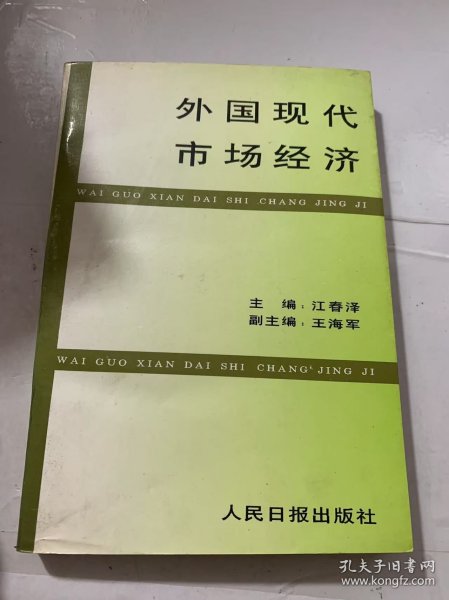 外国现代
市场经济
WAI GUO XIAN DAI SHI CHANG JING JI
主 编：江春泽
副主编：王海军
WAI GUO XIAN DAI SHI CHANG' JING JI
人民日报出版社
孔夫子旧书网
www.kongfz.com